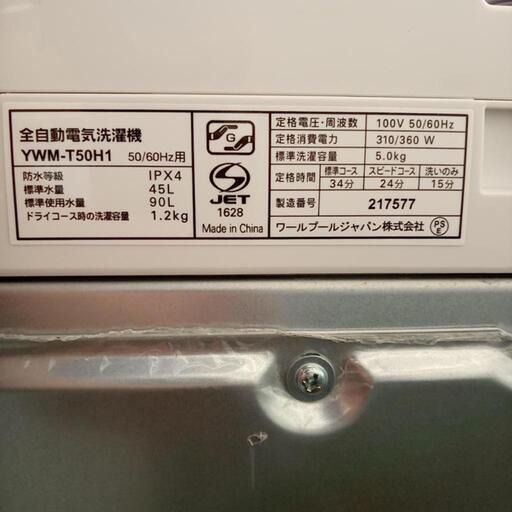 全自動電気洗濯機
YWM-T50H1 50/60Hz用
防水等級 IPX4
標準水量 45L
標準使用水量 90L
ドライコース時の洗濯容量 1.2kg
G
S
JET
1628
Made in China
定格電圧・周波数 100V 50/60Hz
定格消費電力 310/360 W
標準洗濯容量 5.0kg
定格時間 標準コース 34分 スピードコース 24分 洗いのみ 15分
製造番号 217577
ワールプールジャパン株式会社 PSE